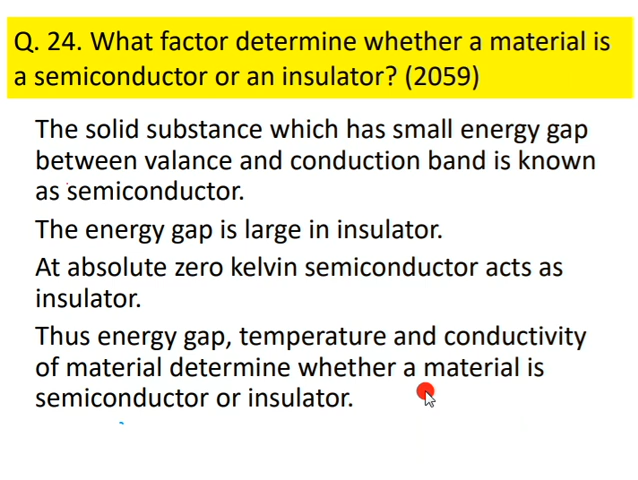 Q. 24. What factor determine whether a material is
a semiconductor or an insulator? (2059)
The solid substance which has small energy gap
between valance and conduction band is known
as semiconductor.
The energy gap is large in insulator.
At absolute zero kelvin semiconductor acts as
insulator.
Thus energy gap, temperature and conductivity
of material determine whether a material is
semiconductor or insulator.